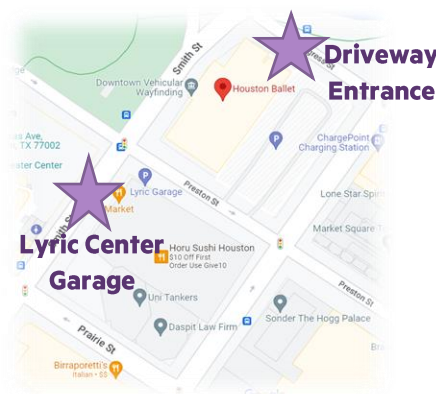 Smith St
Driveway
Entrance
Downtown Vehicular
Wayfinding
Houston Ballet
ChargePoint
Charging Station
Ave,
TX 77002
Lyric Garage
Preston St
Market
Lone Star
Market Square
Lyric Center
Garage
Horu Sushi Houston
$10 Off First
Order Use Give10
Uni Tankers
Preston St
Sonder The Hogg Palace
Daspit Law Firm
Prairie St
Birraporetti's
Italian • $$